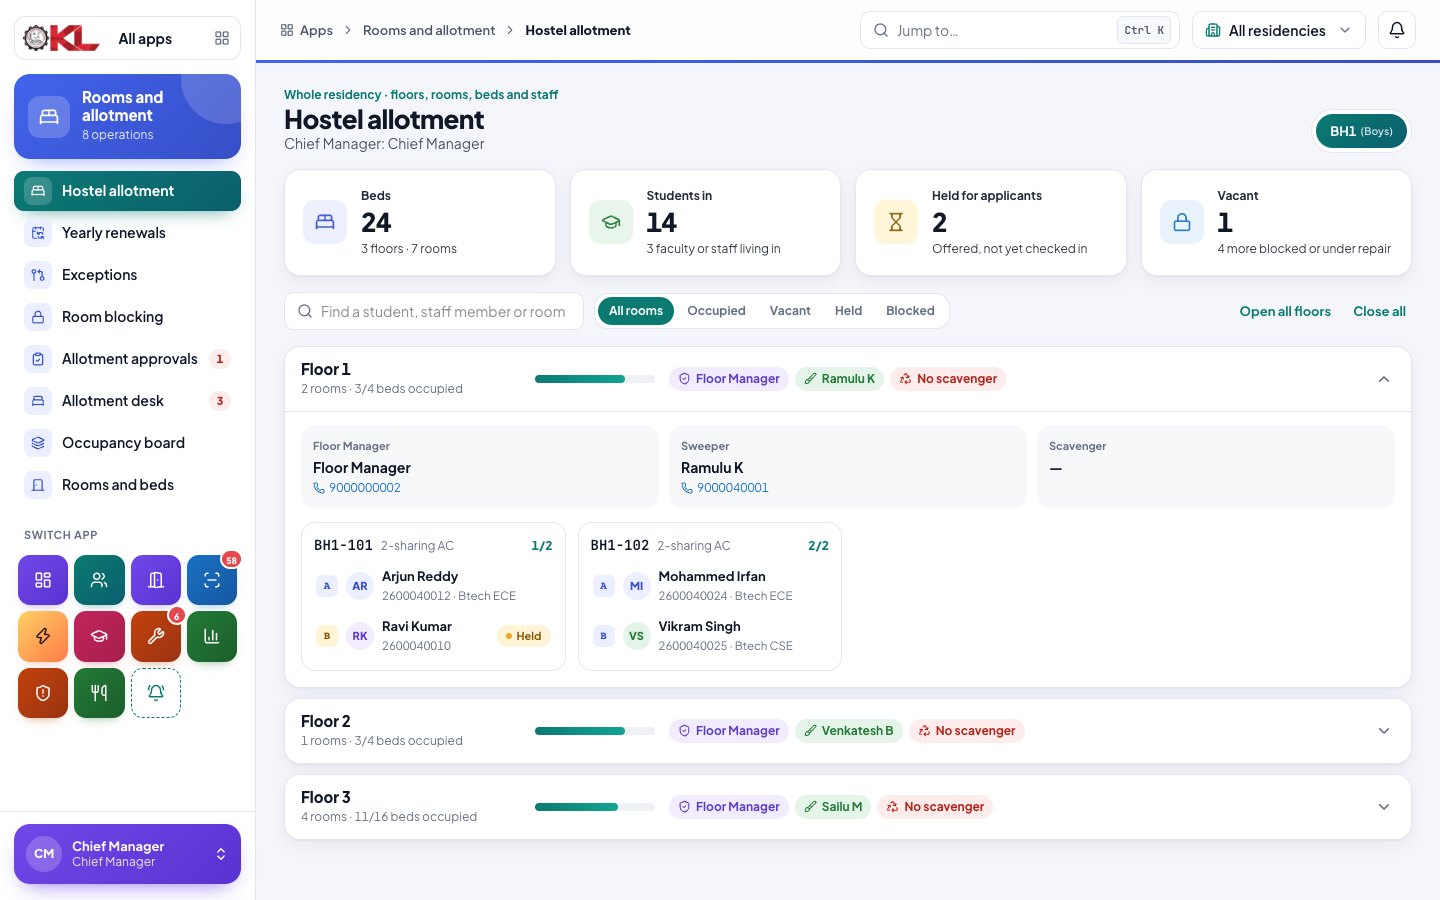 KL
All apps
Apps
Rooms and allotment
Hostel allotment
Jump to...
Ctrl K
All residencies
Rooms and allotment
8 operations
Hostel allotment
Yearly renewals
Exceptions
Room blocking
Allotment approvals 1
Allotment desk 3
Occupancy board
Rooms and beds
SWITCH APP
58
6
CM
Chief Manager
Chief Manager
Whole residency · floors, rooms, beds and staff
Hostel allotment
Chief Manager: Chief Manager
BH1 (Boys)
Beds
24
3 floors · 7 rooms
Students in
14
3 faculty or staff living in
Held for applicants
2
Offered, not yet checked in
Vacant
1
4 more blocked or under repair
Find a student, staff member or room
All rooms
Occupied
Vacant
Held
Blocked
Open all floors
Close all
Floor 1
2 rooms · 3/4 beds occupied
Floor Manager
Ramulu K
No scavenger
Floor Manager
Floor Manager
9000000002
Sweeper
Ramulu K
9000040001
Scavenger
—
BH1-101 2-sharing AC 1/2
A AR Arjun Reddy
2600040012 · Btech ECE
B RK Ravi Kumar
2600040010
Held
BH1-102 2-sharing AC 2/2
A MI Mohammed Irfan
2600040024 · Btech ECE
B VS Vikram Singh
2600040025 · Btech CSE
Floor 2
1 rooms · 3/4 beds occupied
Floor Manager
Venkatesh B
No scavenger
Floor 3
4 rooms · 11/16 beds occupied
Floor Manager
Sailu M
No scavenger